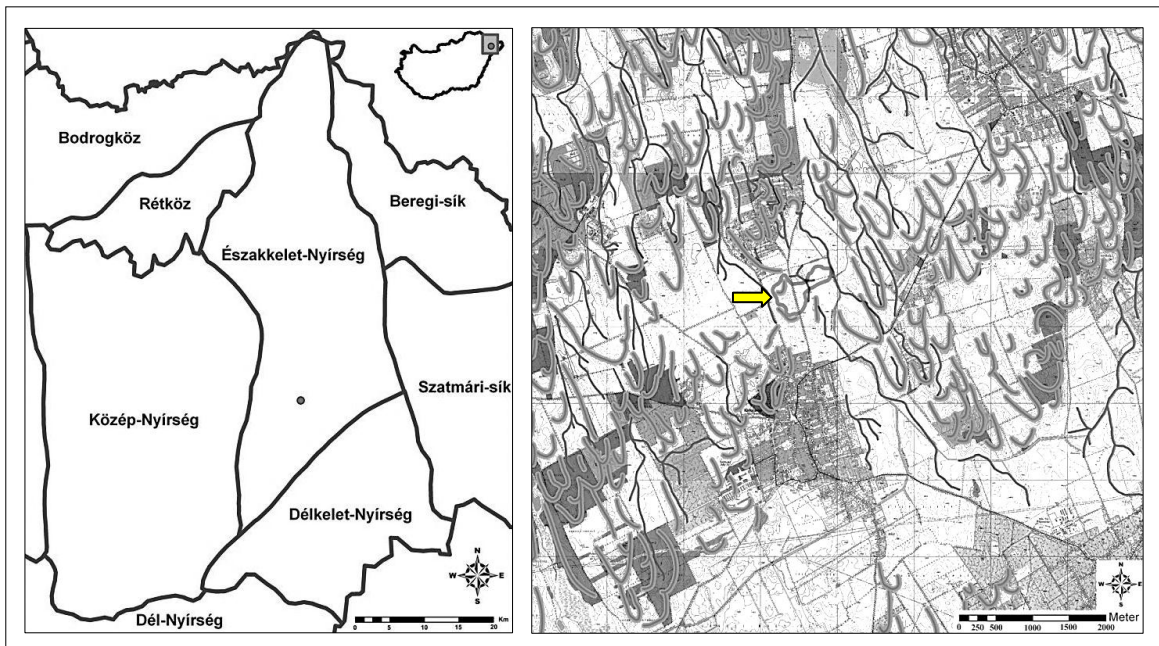 Bodrogköz
Rétköz
Beregi-sík
Északkelet-Nyírség
Szatmári-sík
Közép-Nyírség
Délkelet-Nyírség
Dél-Nyírség
N
W E
S
Km
0 5 10 15 20
N
W E
S
Meter
0 250 500 1000 1500 2000